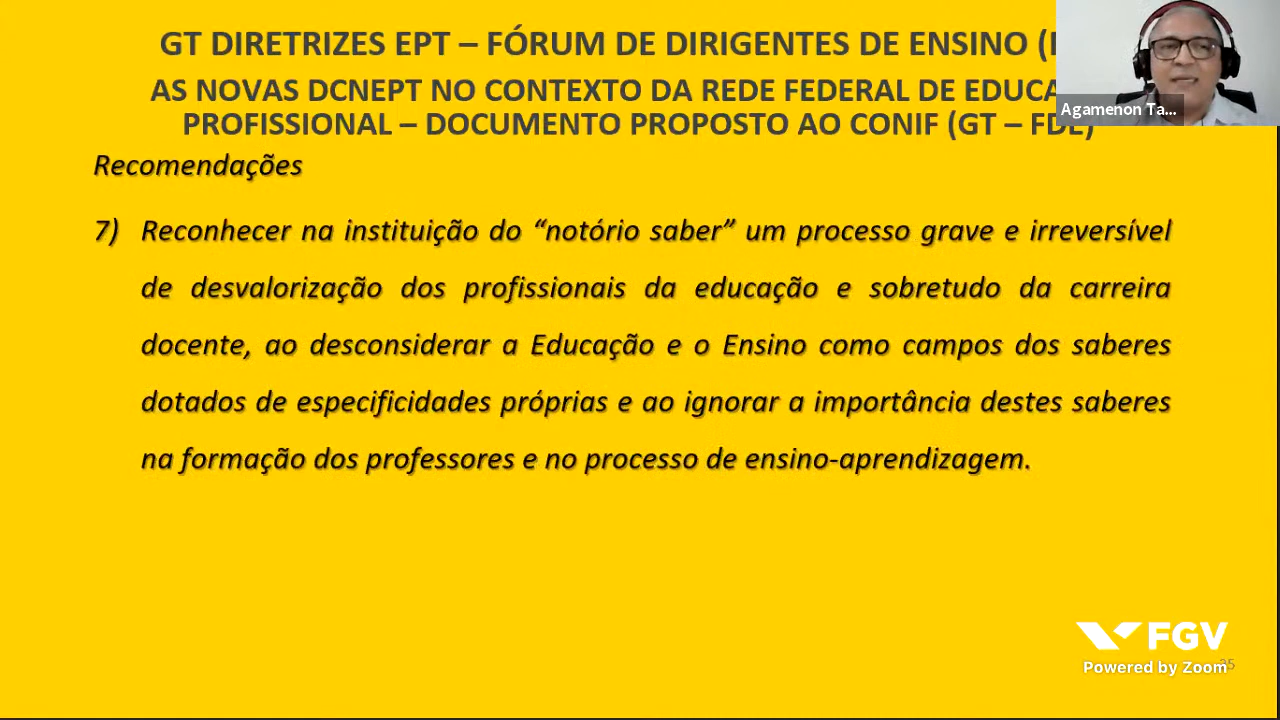 GT DIRETRIZES EPT – FÓRUM DE DIRIGENTES DE ENSINO
AS NOVAS DCNEPT NO CONTEXTO DA REDE FEDERAL DE
PROFISSIONAL – DOCUMENTO PROPOSTO AO CONIF (GT – FDE)
Agamenon Ta...
Recomendações
7) Reconhecer na instituição do “notório saber” um processo grave e irreversível
de desvalorização dos profissionais da educação e sobretudo da carreira
docente, ao desconsiderar a Educação e o Ensino como campos dos saberes
dotados de especificidades próprias e ao ignorar a importância destes saberes
na formação dos professores e no processo de ensino-aprendizagem.
FGV
Powered by Zoom
35